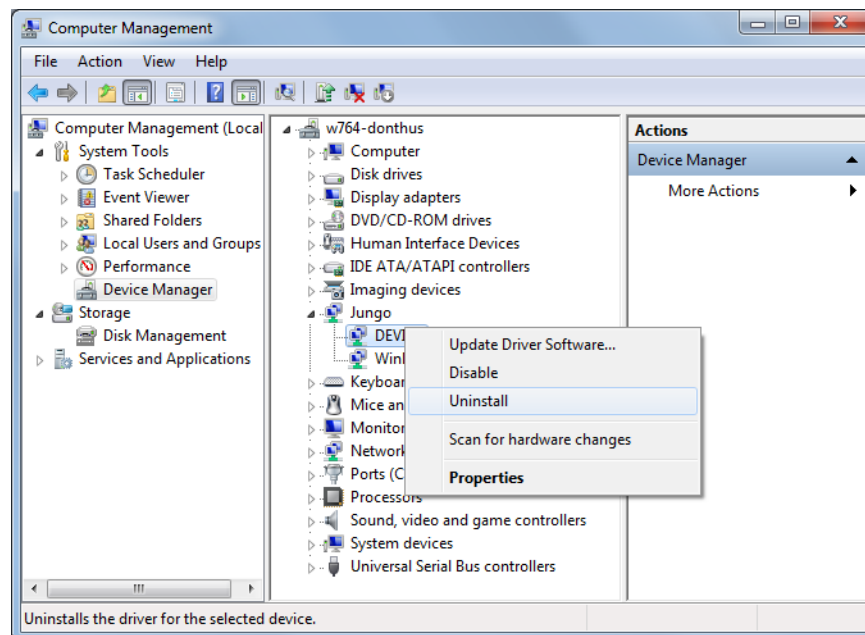 Computer Management
File Action View Help
Computer Management (Local
System Tools
Task Scheduler
Event Viewer
Shared Folders
Local Users and Groups
Performance
Device Manager
Storage
Disk Management
Services and Applications
w764-donthus
Computer
Disk drives
Display adapters
DVD/CD-ROM drives
Human Interface Devices
IDE ATA/ATAPI controllers
Imaging devices
Jungo
DEVI
Win
Keyboar
Mice an
Monitor
Network
Ports (C
Processors
Sound, video and game controllers
System devices
Universal Serial Bus controllers
Update Driver Software...
Disable
Uninstall
Scan for hardware changes
Properties
Actions
Device Manager
More Actions
Uninstalls the driver for the selected device.